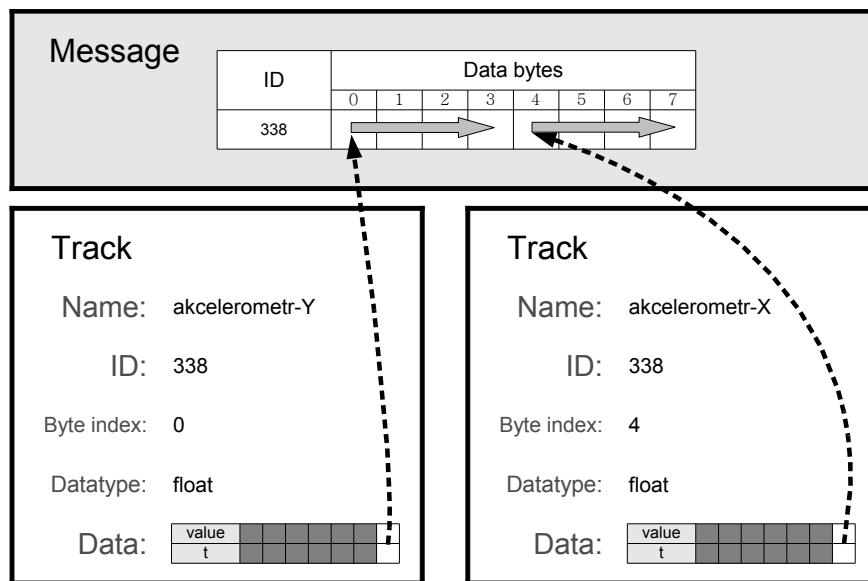 Message
ID Data bytes
0 1 2 3 4 5 6 7
338
Track
Name: akcelerometr-Y
ID: 338
Byte index: 0
Datatype: float
Data: value
t
Track
Name: akcelerometr-X
ID: 338
Byte index: 4
Datatype: float
Data: value
t